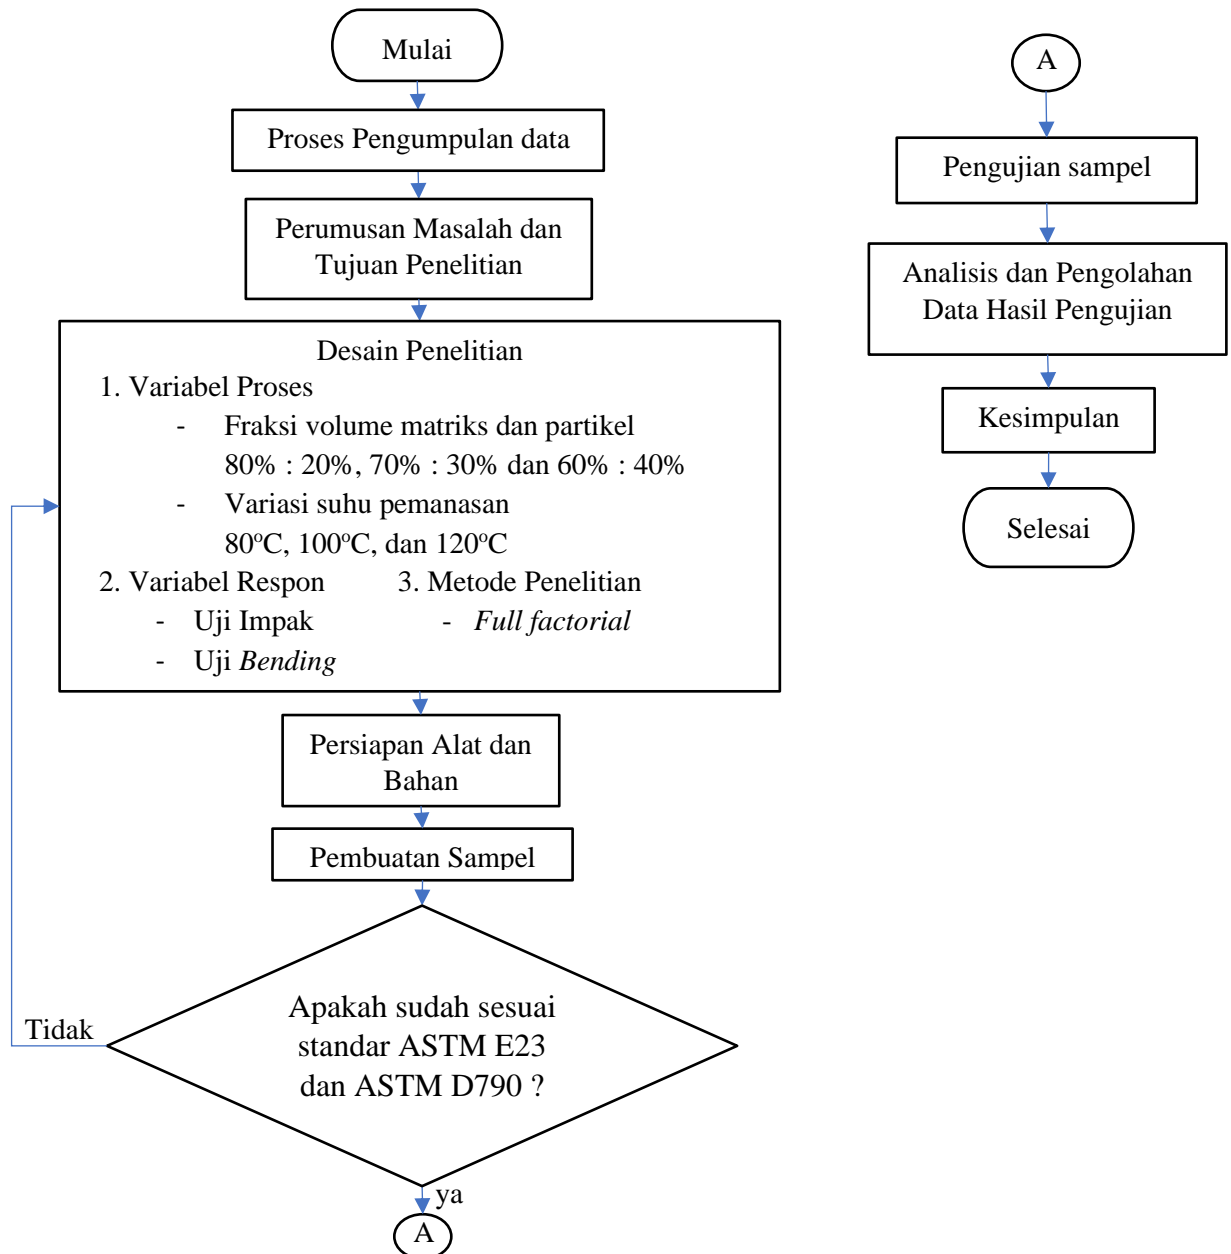 Mulai
Proses Pengumpulan data
Perumusan Masalah dan
Tujuan Penelitian
Desain Penelitian
1. Variabel Proses
- Fraksi volume matriks dan partikel
80% : 20%, 70% : 30% dan 60% : 40%
- Variasi suhu pemanasan
80ºC, 100ºC, dan 120ºC
2. Variabel Respon 3. Metode Penelitian
- Uji Impak - Full factorial
- Uji Bending
Persiapan Alat dan
Bahan
Pembuatan Sampel
Apakah sudah sesuai
standar ASTM E23
dan ASTM D790 ?
Tidak
ya
A
A
Pengujian sampel
Analisis dan Pengolahan
Data Hasil Pengujian
Kesimpulan
Selesai